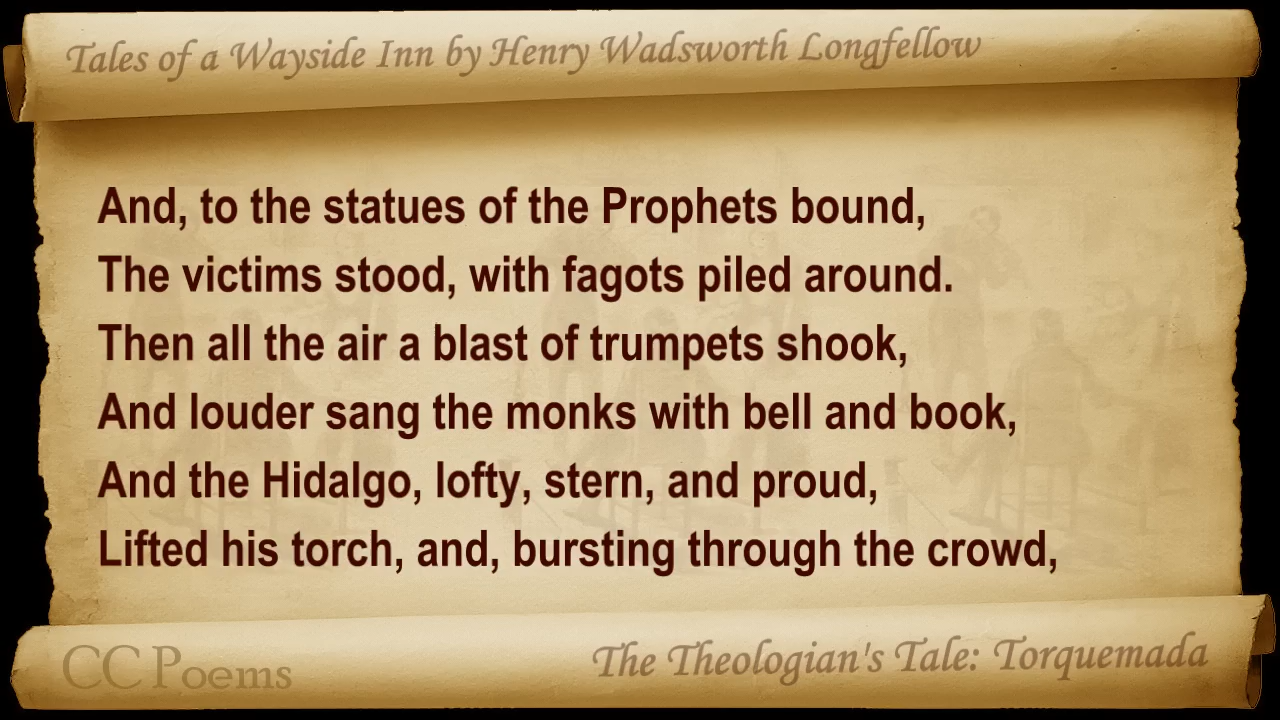 Tales of a Wayside Inn by Henry Wadsworth Longfellow
And, to the statues of the Prophets bound,
The victims stood, with fagots piled around.
Then all the air a blast of trumpets shook,
And louder sang the monks with bell and book,
And the Hidalgo, lofty, stern, and proud,
Lifted his torch, and, bursting through the crowd,
CC Poems
The Theologian's Tale: Torquemada